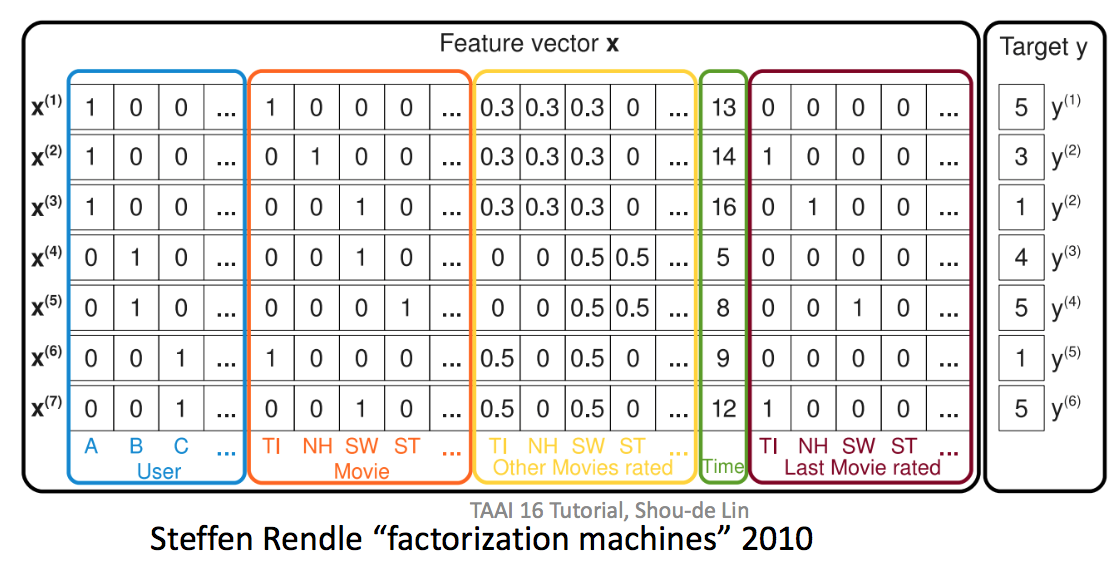 Feature vector x Target y
x(1) 1 0 0 ... 1 0 0 0 ... 0.3 0.3 0.3 0 ... 13 0 0 0 0 ... 5 y(1)
x(2) 1 0 0 ... 0 1 0 0 ... 0.3 0.3 0.3 0 ... 14 1 0 0 0 ... 3 y(2)
x(3) 1 0 0 ... 0 0 1 0 ... 0.3 0.3 0.3 0 ... 16 0 1 0 0 ... 1 y(2)
x(4) 0 1 0 ... 0 0 1 0 ... 0 0 0.5 0.5 ... 5 0 0 0 0 ... 4 y(3)
x(5) 0 1 0 ... 0 0 0 1 ... 0 0 0.5 0.5 ... 8 0 0 1 0 ... 5 y(4)
x(6) 0 0 1 ... 1 0 0 0 ... 0.5 0 0.5 0 ... 9 0 0 0 0 ... 1 y(5)
x(7) 0 0 1 ... 0 0 1 0 ... 0.5 0 0.5 0 ... 12 1 0 0 0 ... 5 y(6)
A B C ... TI NH SW ST ... TI NH SW ST ... TI NH SW ST ...
User Movie Other Movies rated Time Last Movie rated
TAAI 16 Tutorial, Shou-de Lin
Steffen Rendle “factorization machines” 2010